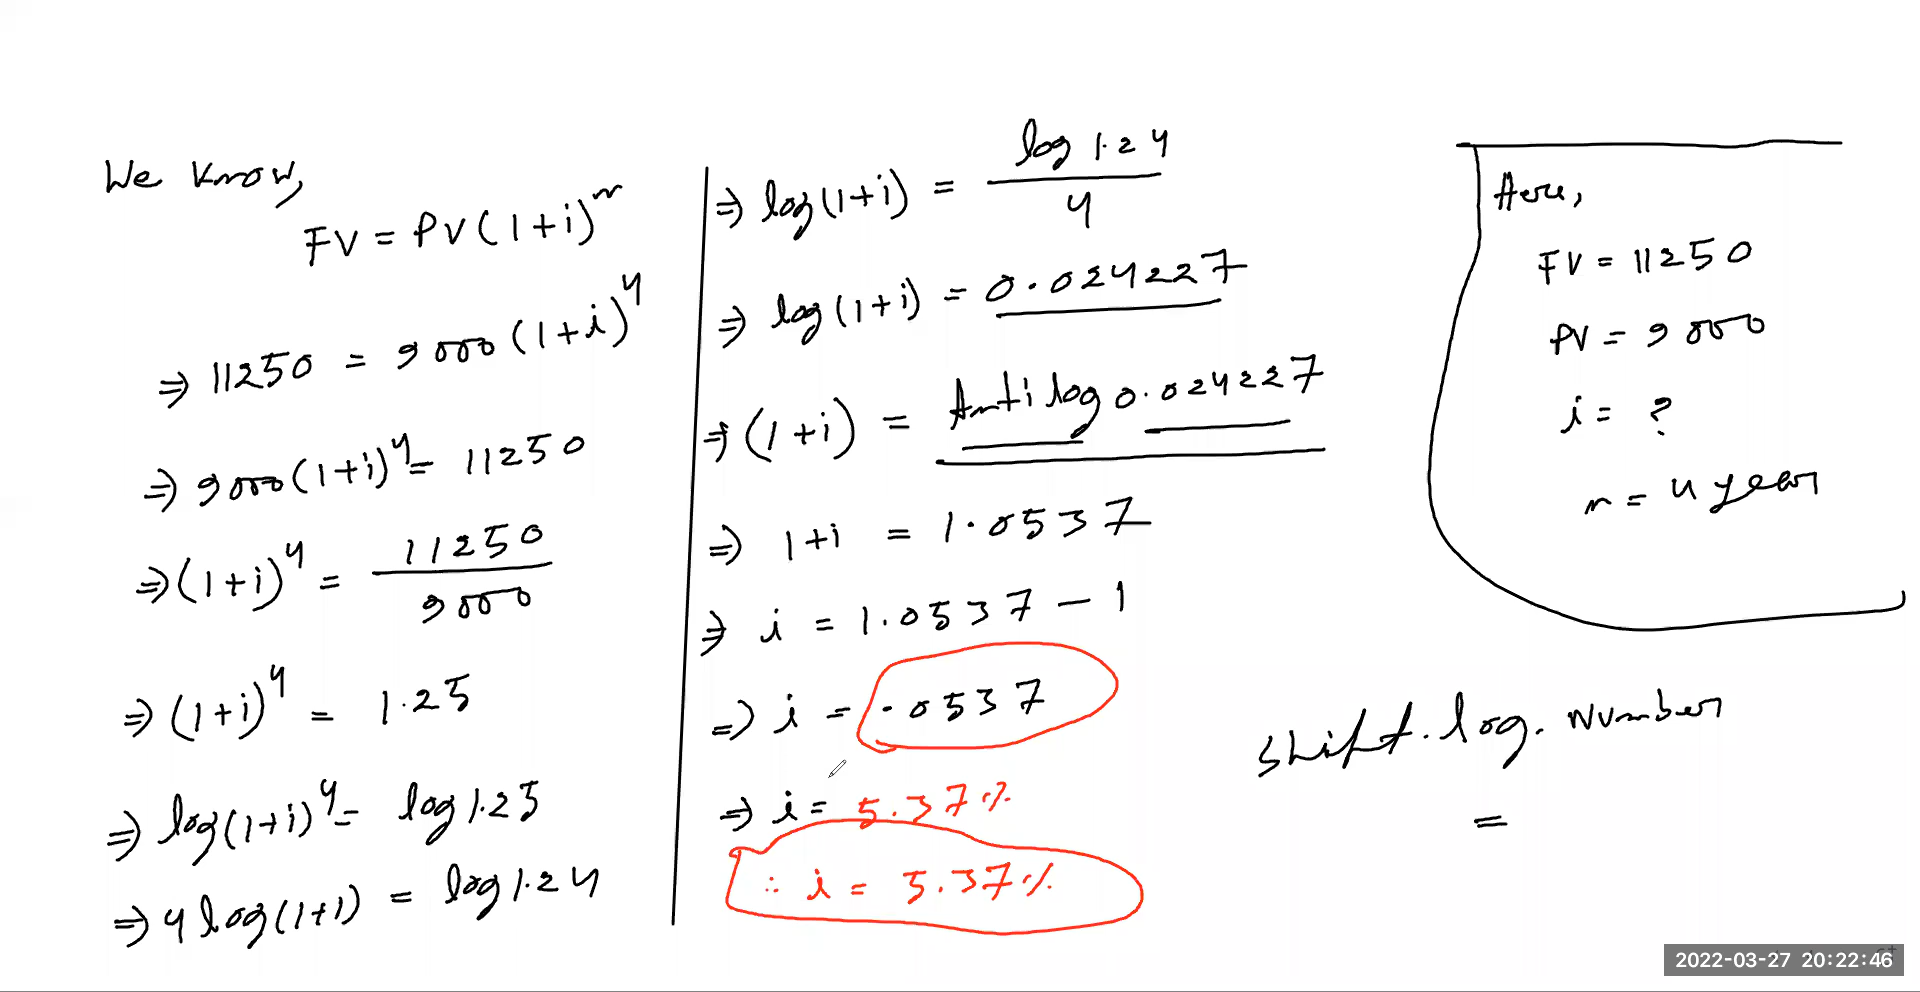 We know,
FV = PV(1+i)ⁿ
⇒ 11250 = 9000(1+i)⁴
⇒ 9000(1+i)⁴ = 11250
⇒ (1+i)⁴ = 11250/9000
⇒ (1+i)⁴ = 1.25
⇒ log(1+i)⁴ = log 1.25
⇒ 4 log(1+i) = log 1.24
⇒ log(1+i) = log 1.24/4
⇒ log(1+i) = 0.024227
⇒ (1+i) = Antilog 0.024227
⇒ 1+i = 1.0537
⇒ i = 1.0537 - 1
⇒ i = .0537
⇒ i = 5.37%
∴ i = 5.37%
Here,
FV = 11250
PV = 9000
i = ?
n = 4 year
Shift.log.Number
=
2022-03-27 20:22:46